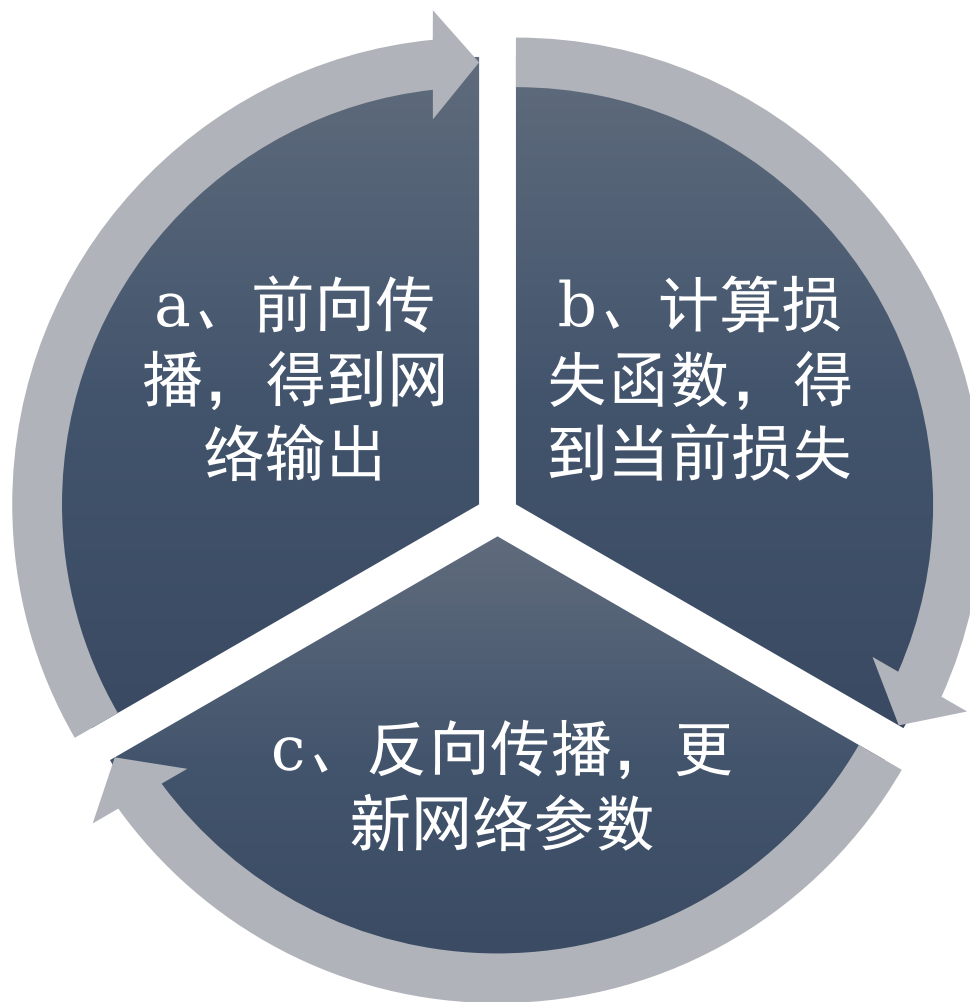 a、前向传
播，得到网
络输出
b、计算损
失函数，得
到当前损失
c、反向传播，更
新网络参数